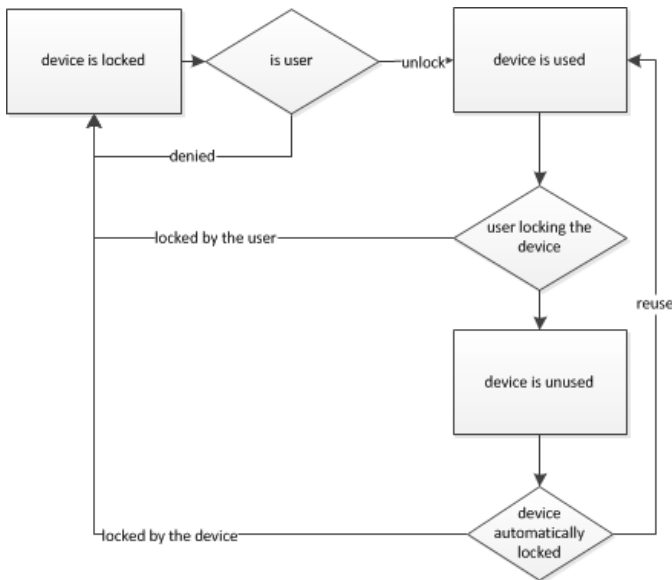 device is locked
is user
unlock
device is used
denied
locked by the user
user locking the
device
reuse
device is unused
locked by the device
device
automatically
locked